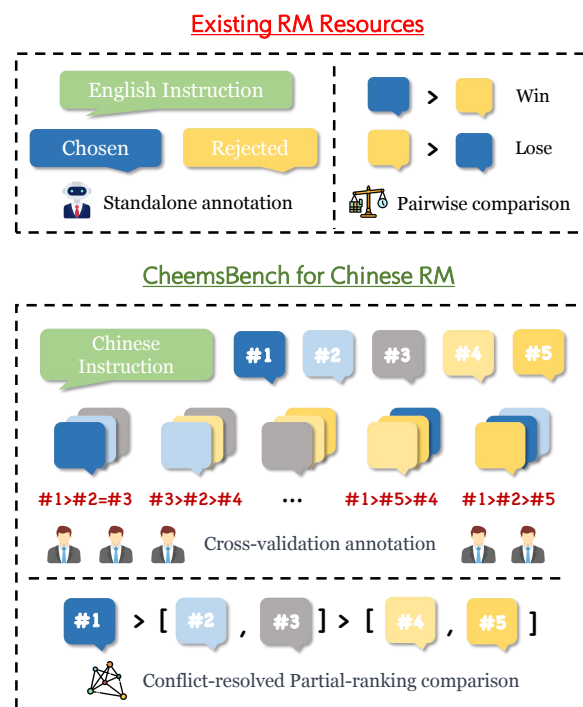 Existing RM Resources
English Instruction
Chosen
Rejected
Standalone annotation
> Win
> Lose
Pairwise comparison
CheemsBench for Chinese RM
Chinese
Instruction
#1 #2 #3 #4 #5
#1>#2=#3 #3>#2>#4 ... #1>#5>#4 #1>#2>#5
Cross-validation annotation
#1 > [ #2 , #3 ] > [ #4 , #5 ]
Conflict-resolved Partial-ranking comparison